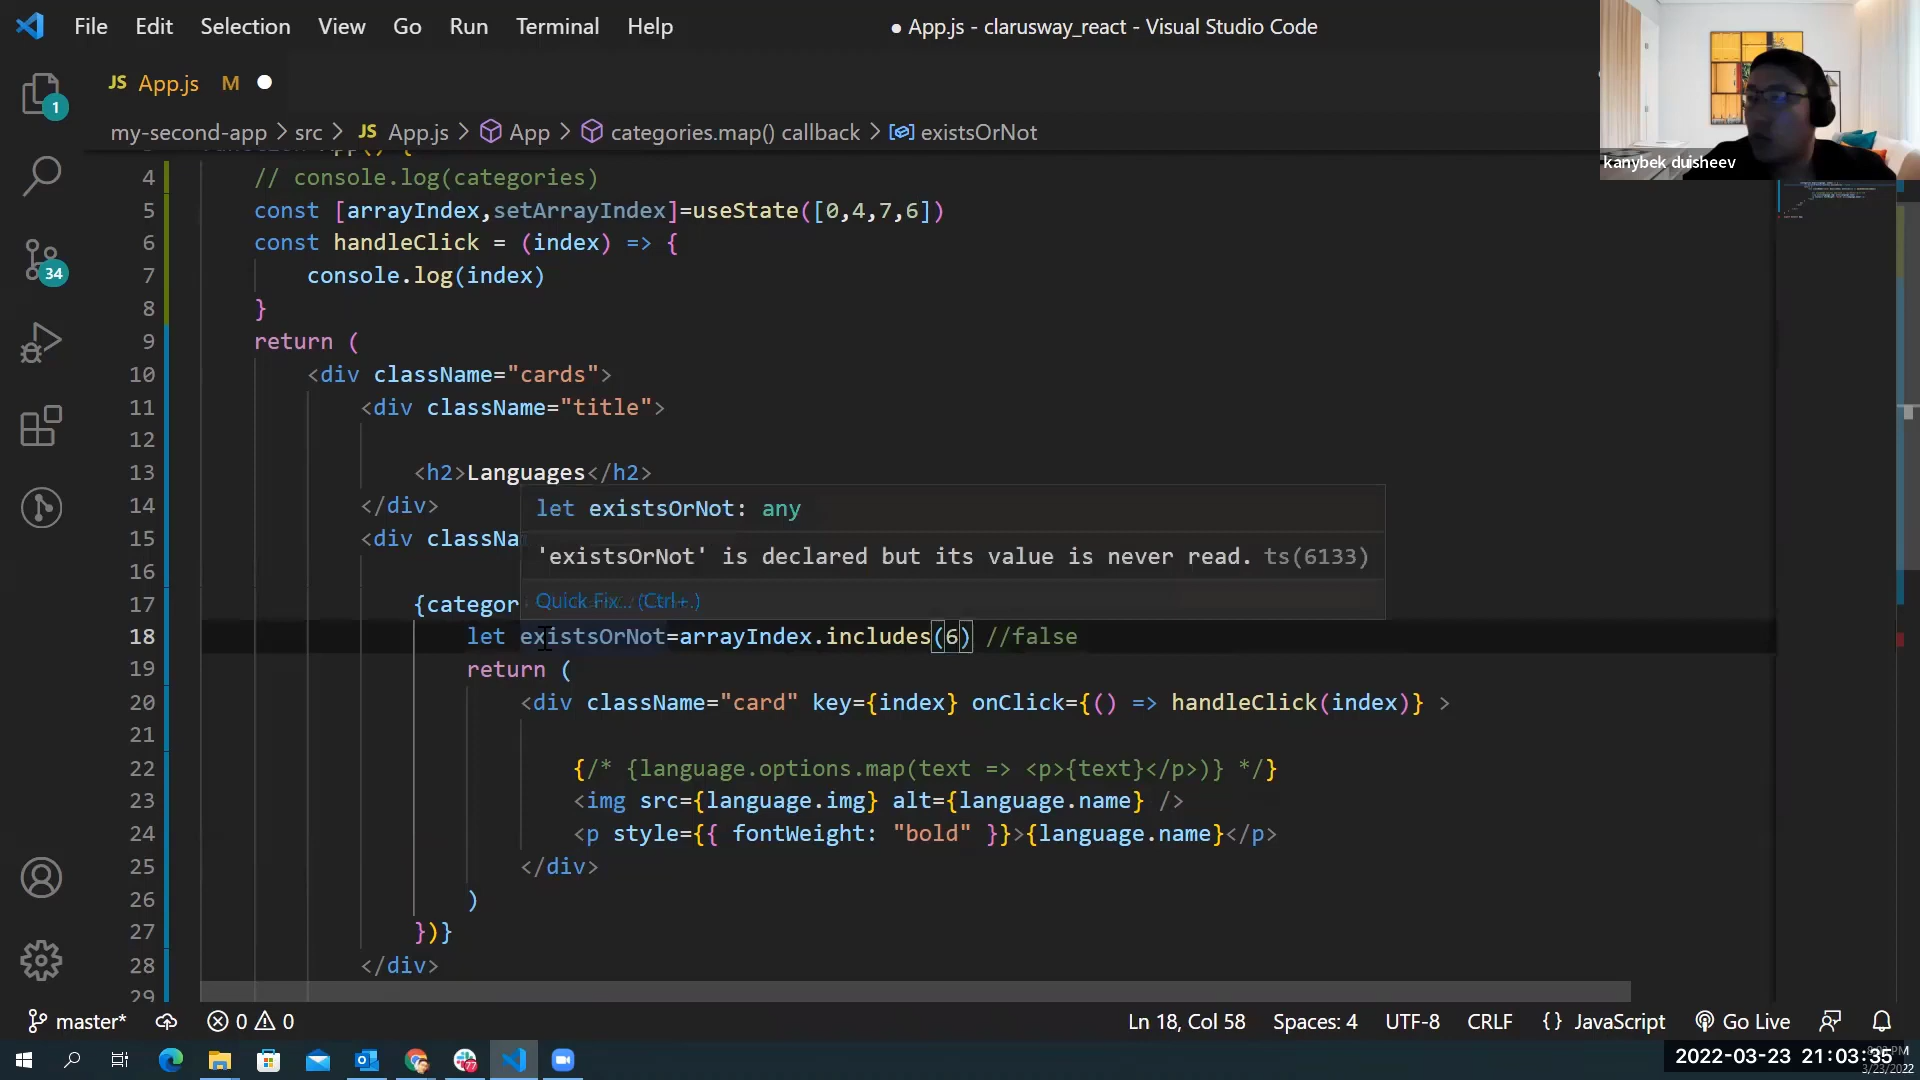 File Edit Selection View Go Run Terminal Help
● App.js - clarusway_react - Visual Studio Code
kanybek duisheev
JS App.js M
my-second-app > src > JS App.js > App > categories.map() callback > existsOrNot
4 // console.log(categories)
5 const [arrayIndex,setArrayIndex]=useState([0,4,7,6])
6 const handleClick = (index) => {
7 console.log(index)
8 }
9 return (
10 <div className="cards">
11 <div className="title">
12
13 <h2>Languages</h2>
14 </div>
let existsOrNot: any
15 <div classNa
'existsOrNot' is declared but its value is never read. ts(6133)
16
17 {categor
Quick Fix... (Ctrl+.)
18 let existsOrNot=arrayIndex.includes(6) //false
19 return (
20 <div className="card" key={index} onClick={() => handleClick(index)} >
21
22 {/* {language.options.map(text => <p>{text}</p>)} */}
23 <img src={language.img} alt={language.name} />
24 <p style={{ fontWeight: "bold" }}>{language.name}</p>
25 </div>
26 )
27 })}
28 </div>
29
1
34
master* 0 0 Ln 18, Col 58 Spaces: 4 UTF-8 CRLF {} JavaScript Go Live
77
2022-03-23 21:03:35
3/23/2022